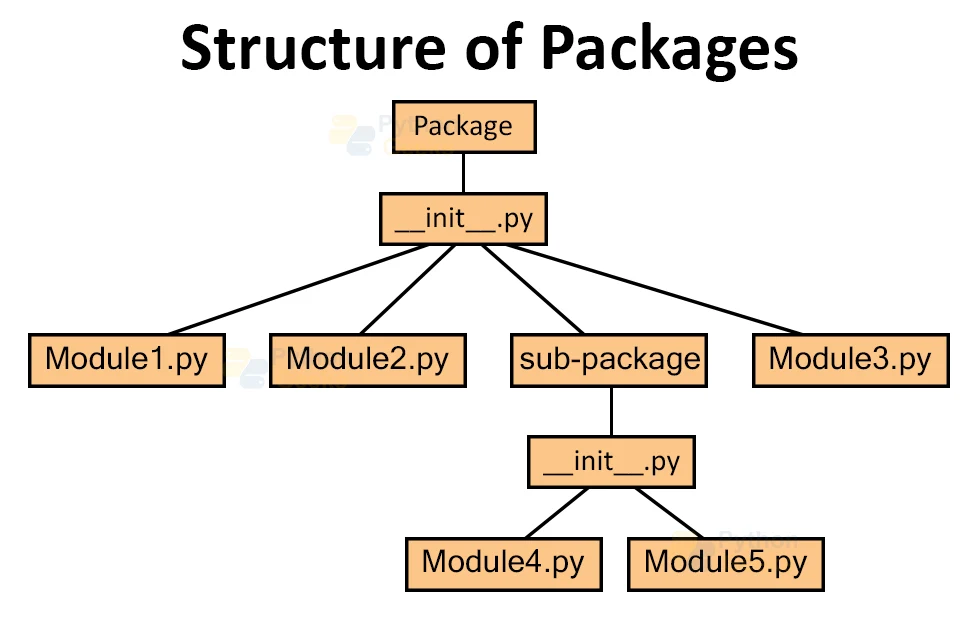 Structure of Packages
Package
__init__.py
Module1.py
Module2.py
sub-package
Module3.py
__init__.py
Module4.py
Module5.py
Python